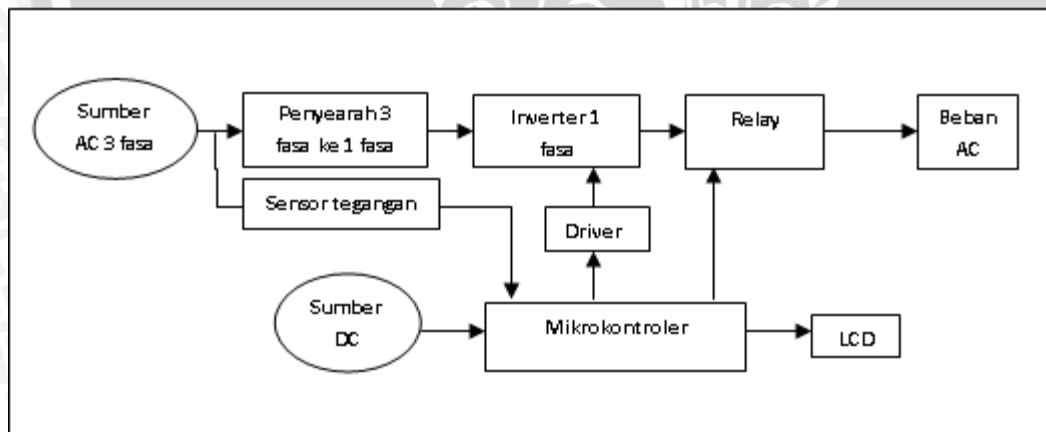 Sumber
AC 3 fasa
Penyearah 3
fasa ke 1 fasa
Inverter 1
fasa
Relay
Beban
AC
Sensor tegangan
Driver
Sumber
DC
Mikrokontroler
LCD